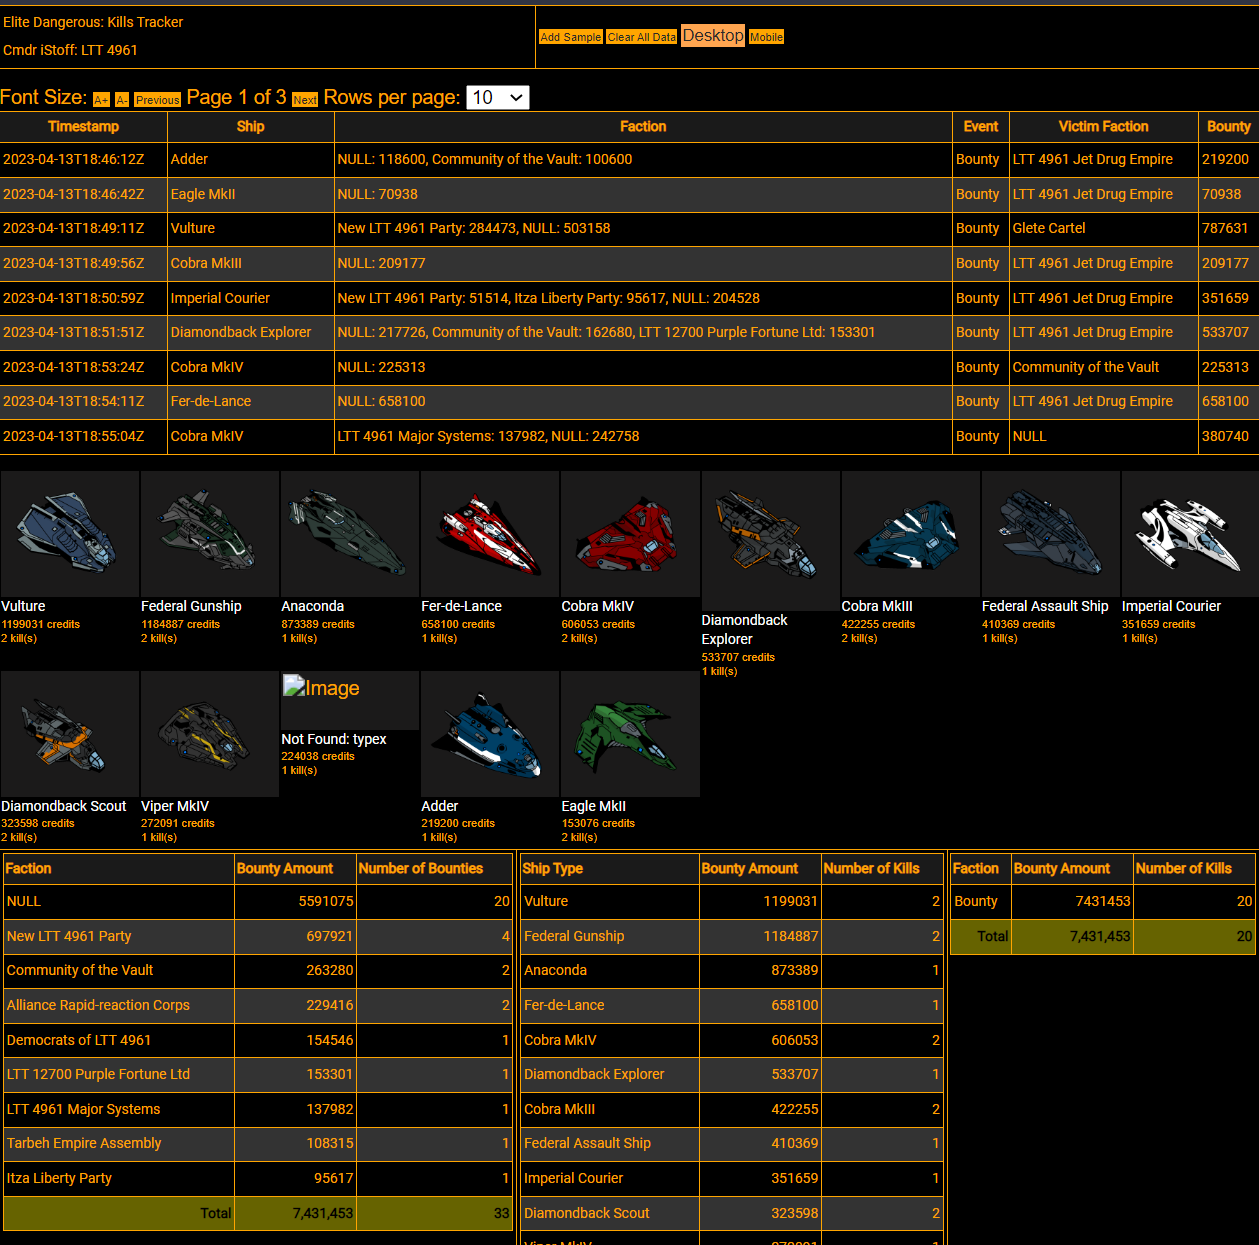 Elite Dangerous: Kills Tracker
Cmdr iStoff: LTT 4961
Add Sample Clear All Data Desktop Mobile
Font Size: A+ A- Previous Page 1 of 3 Next Rows per page: 10
Timestamp Ship Faction Event Victim Faction Bounty
2023-04-13T18:46:12Z Adder NULL: 118600, Community of the Vault: 100600 Bounty LTT 4961 Jet Drug Empire 219200
2023-04-13T18:46:42Z Eagle MkII NULL: 70938 Bounty LTT 4961 Jet Drug Empire 70938
2023-04-13T18:49:11Z Vulture New LTT 4961 Party: 284473, NULL: 503158 Bounty Glete Cartel 787631
2023-04-13T18:49:56Z Cobra MkIII NULL: 209177 Bounty LTT 4961 Jet Drug Empire 209177
2023-04-13T18:50:59Z Imperial Courier New LTT 4961 Party: 51514, Itza Liberty Party: 95617, NULL: 204528 Bounty LTT 4961 Jet Drug Empire 351659
2023-04-13T18:51:51Z Diamondback Explorer NULL: 217726, Community of the Vault: 162680, LTT 12700 Purple Fortune Ltd: 153301 Bounty LTT 4961 Jet Drug Empire 533707
2023-04-13T18:53:24Z Cobra MkIV NULL: 225313 Bounty Community of the Vault 225313
2023-04-13T18:54:11Z Fer-de-Lance NULL: 658100 Bounty LTT 4961 Jet Drug Empire 658100
2023-04-13T18:55:04Z Cobra MkIV LTT 4961 Major Systems: 137982, NULL: 242758 Bounty NULL 380740
Vulture
1199031 credits
2 kill(s)
Federal Gunship
1184887 credits
2 kill(s)
Anaconda
873389 credits
1 kill(s)
Fer-de-Lance
658100 credits
1 kill(s)
Cobra MkIV
606053 credits
2 kill(s)
Diamondback
Explorer
533707 credits
1 kill(s)
Cobra MkIII
422255 credits
2 kill(s)
Federal Assault Ship
410369 credits
1 kill(s)
Imperial Courier
351659 credits
1 kill(s)
Diamondback Scout
323598 credits
2 kill(s)
Viper MkIV
272091 credits
1 kill(s)
Image
Not Found: typex
224038 credits
1 kill(s)
Adder
219200 credits
1 kill(s)
Eagle MkII
153076 credits
2 kill(s)
Faction Bounty Amount Number of Bounties
NULL 5591075 20
New LTT 4961 Party 697921 4
Community of the Vault 263280 2
Alliance Rapid-reaction Corps 229416 2
Democrats of LTT 4961 154546 1
LTT 12700 Purple Fortune Ltd 153301 1
LTT 4961 Major Systems 137982 1
Tarbeh Empire Assembly 108315 1
Itza Liberty Party 95617 1
Total 7,431,453 33
Ship Type Bounty Amount Number of Kills
Vulture 1199031 2
Federal Gunship 1184887 2
Anaconda 873389 1
Fer-de-Lance 658100 1
Cobra MkIV 606053 2
Diamondback Explorer 533707 1
Cobra MkIII 422255 2
Federal Assault Ship 410369 1
Imperial Courier 351659 1
Diamondback Scout 323598 2
Viper MkIV 272091 1
Faction Bounty Amount Number of Kills
Bounty 7431453 20
Total 7,431,453 20